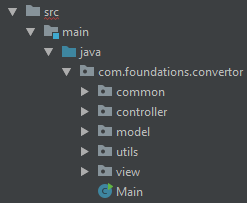 src
main
java
com.foundations.convertor
common
controller
model
utils
view
Main